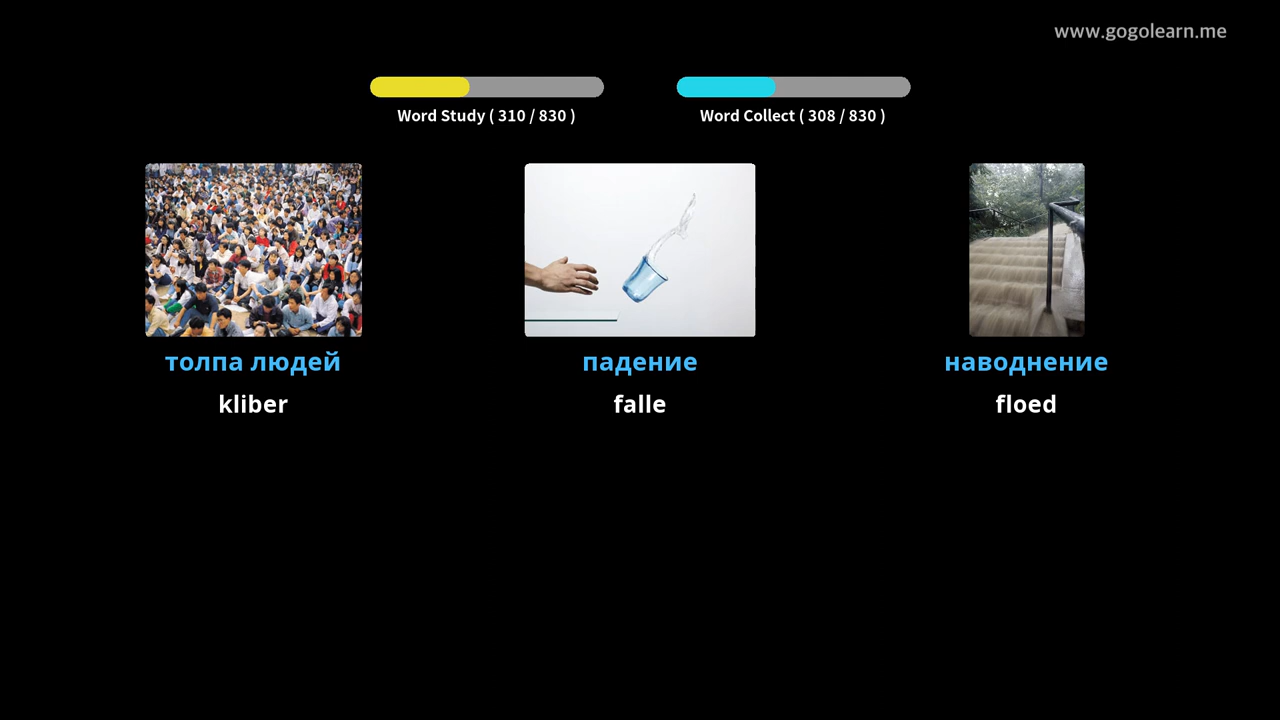 www.gogolearn.me
Word Study ( 310 / 830 )
Word Collect ( 308 / 830 )
толпа людей
падение
наводнение
kliber
falle
floed